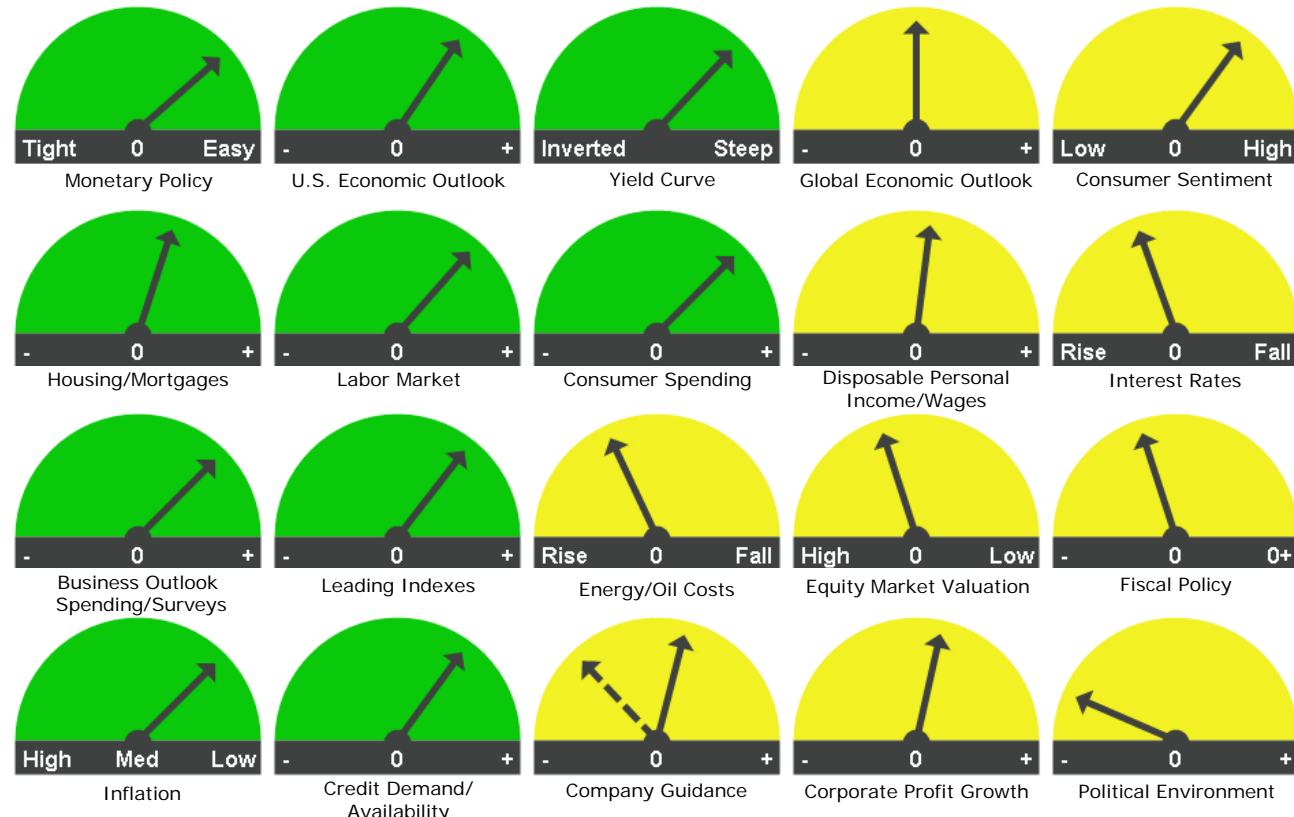 Tight 0 Easy
- 0 +
Inverted Steep
- 0 +
Low 0 High
Monetary Policy
U.S. Economic Outlook
Yield Curve
Global Economic Outlook
Consumer Sentiment
- 0 +
- 0 +
- 0 +
- 0 +
Rise 0 Fall
Housing/Mortgages
Labor Market
Consumer Spending
Disposable Personal
Income/Wages
Interest Rates
- 0 +
- 0 +
Rise 0 Fall
High 0 Low
- 0 0+
Business Outlook
Spending/Surveys
Leading Indexes
Energy/Oil Costs
Equity Market Valuation
Fiscal Policy
High Med Low
- 0 +
- 0 +
- 0 +
- 0 +
Inflation
Credit Demand/
Availability
Company Guidance
Corporate Profit Growth
Political Environment